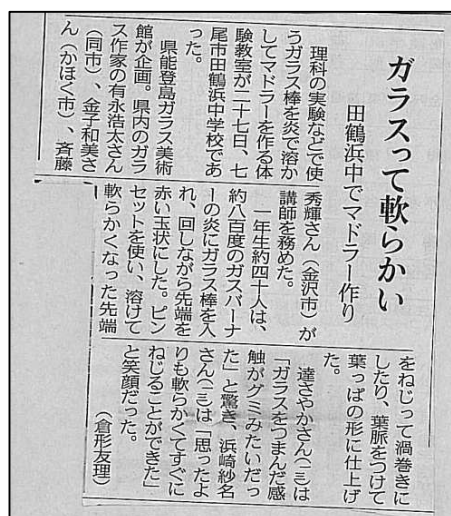 ガラスって軟らかい
田鶴浜中でマドラー作り
理科の実験などで使
うガラス棒を炎で溶か
してマドラーを作る体
験教室が二十七日、七
尾市田鶴浜中学校であ
った。
県能登島ガラス美術
館が企画。県内のガラ
ス作家の有永浩太さん
(同市)、金子和美さ
ん(かほく市)、斉藤
秀輝さん(金沢市)が
講師を務めた。
一年生約四十人は、
約八百度のガスバーナ
ーの炎にガラス棒を入
れ、回しながら先端を
赤い玉状にした。ピン
セットを使い、溶けて
軟らかくなった先端
をねじって渦巻きに
したり、葉脈をつけて
葉っぱの形に仕上げ
た。
達さやかさん(一三)は
「ガラスをつまんだ感
触がグミみたいだっ
た」と驚き、浜崎紗名
さん(一三)は「思ったよ
りも軟らかくてすぐに
ねじることができた」
と笑顔だった。
(倉形友理)